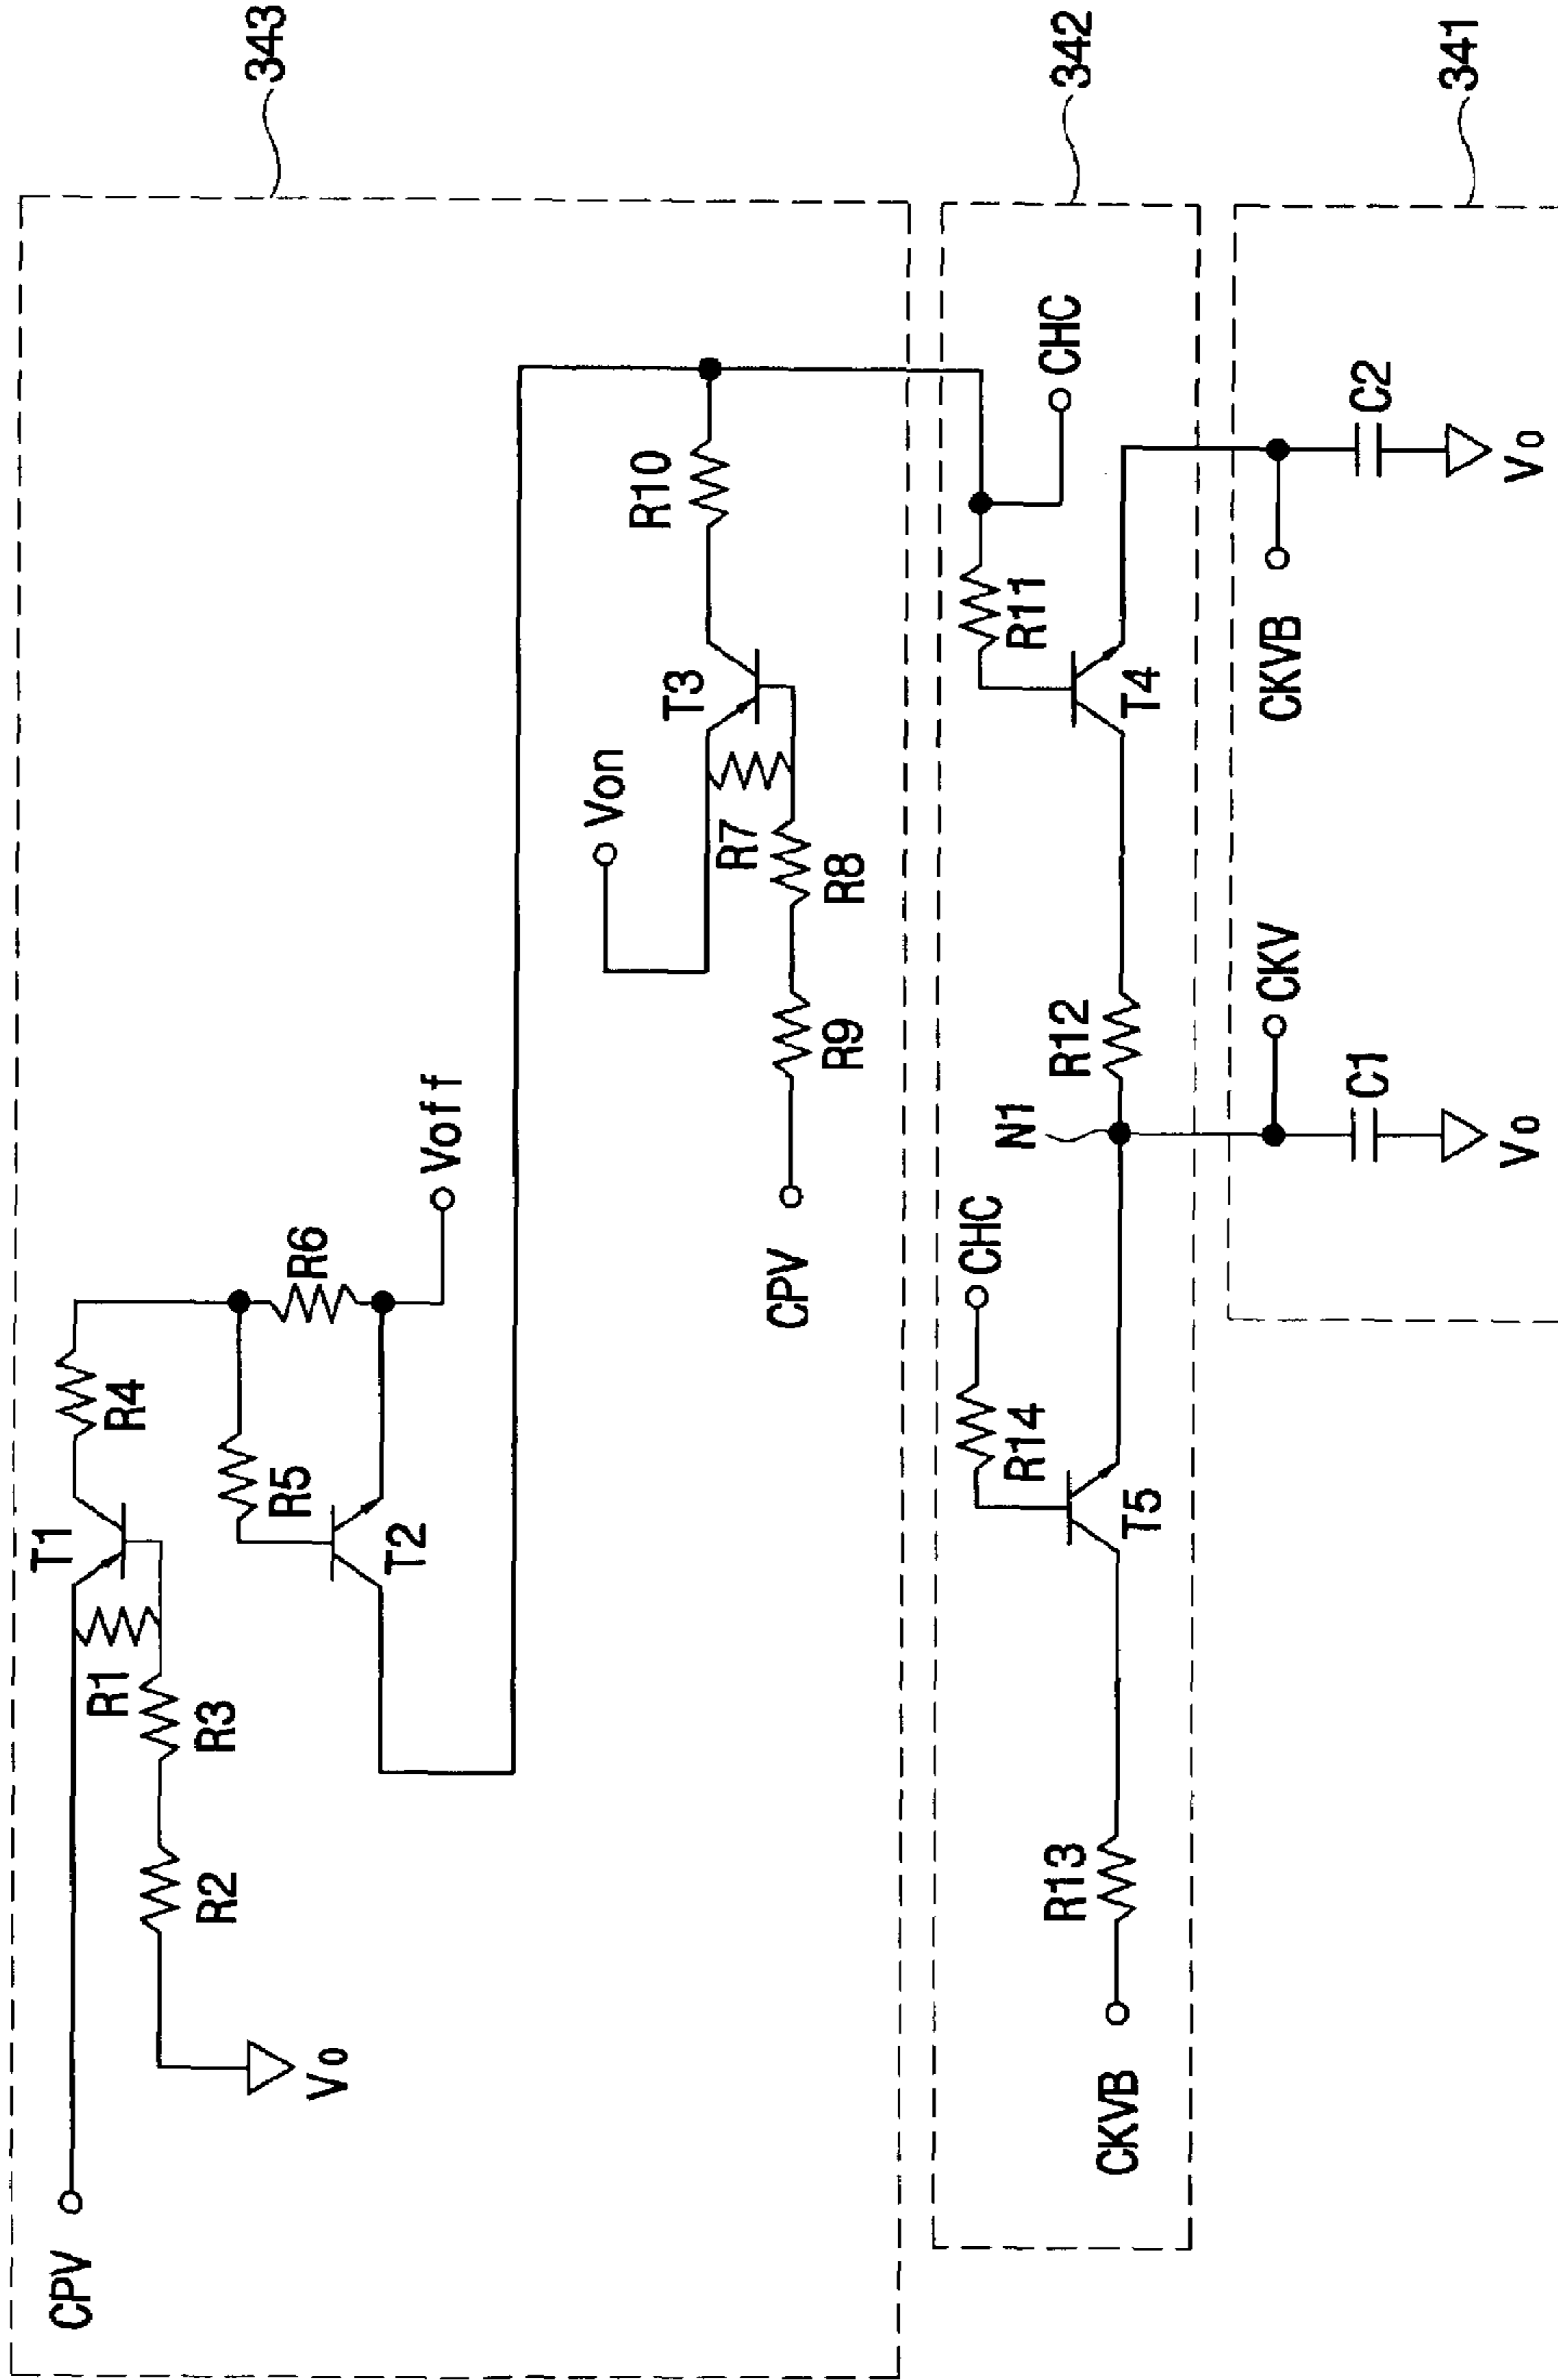 343
CPV
T1
R4
R1
R3
R2
V0
R5
R6
T2
Voff
Von
T3
R10
R7
R8
R9
CPV
342
CHC
R11
T4
R12
N1
CHC
R14
T5
R13
CKVB
341
CKV
C1
V0
CKVB
C2
V0